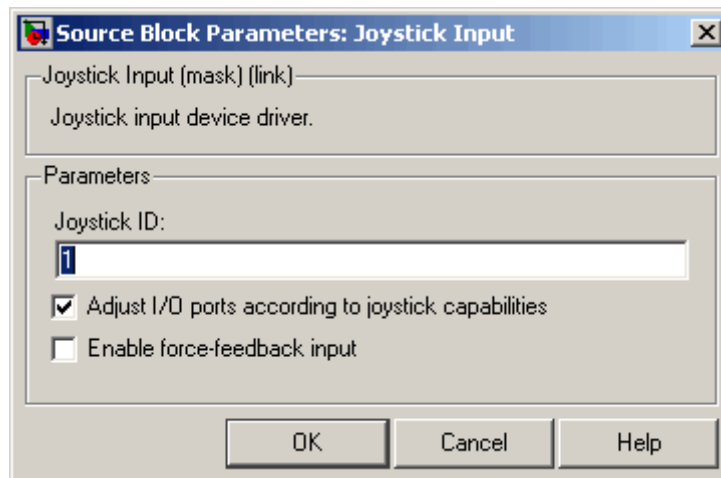 Source Block Parameters: Joystick Input
Joystick Input (mask) (link)
Joystick input device driver.
Parameters
Joystick ID:
1
Adjust I/O ports according to joystick capabilities
Enable force-feedback input
OK Cancel Help